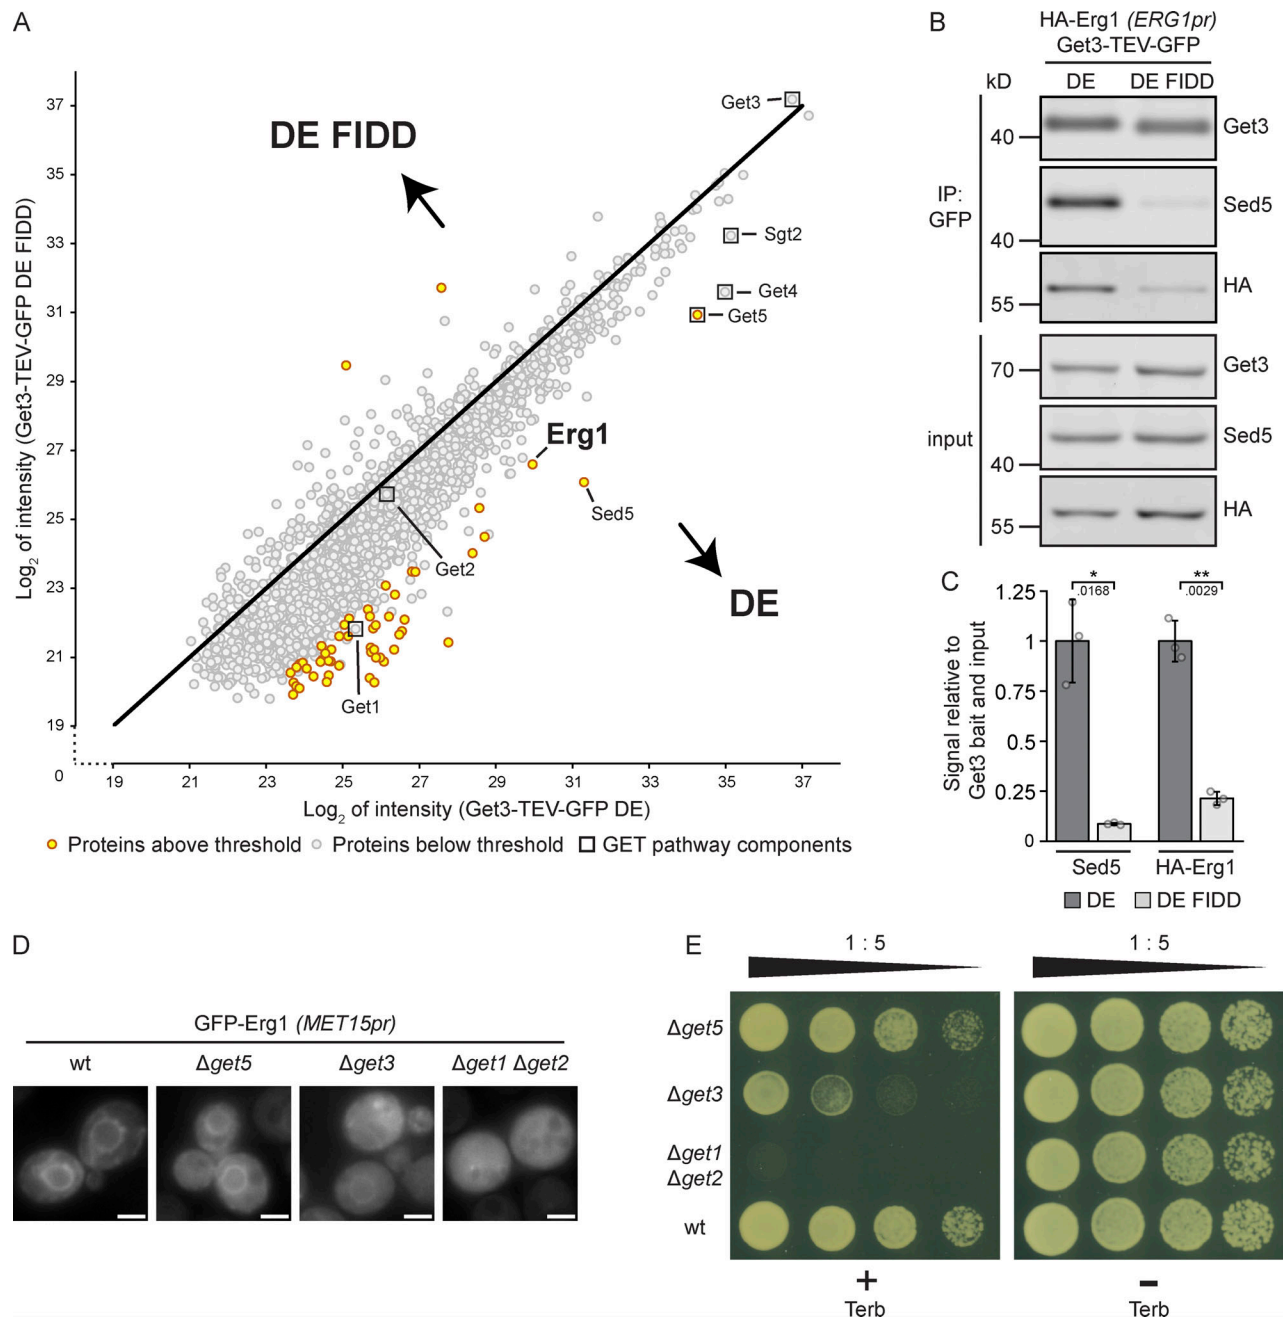 A
Log2 of intensity (Get3-TEV-GFP DE FIDD)
37
35
33
31
29
27
25
23
21
19
0
19 21 23 25 27 29 31 33 35 37
Log2 of intensity (Get3-TEV-GFP DE)
DE FIDD
Get3
Sgt2
Get4
Get5
Erg1
Sed5
Get2
DE
Get1
Proteins above threshold Proteins below threshold GET pathway components
B
HA-Erg1 (ERG1pr)
Get3-TEV-GFP
kD DE DE FIDD
IP:
GFP
40 Get3
Sed5
40
HA
55
input
70 Get3
Sed5
40
HA
55
C
Signal relative to
Get3 bait and input
1.25
1
0.75
0.5
0.25
0
*
.0168
**
.0029
Sed5 HA-Erg1
DE DE FIDD
D
GFP-Erg1 (MET15pr)
wt Δget5 Δget3 Δget1 Δget2
E
1 : 5 1 : 5
Δget5
Δget3
Δget1
Δget2
wt
+ −
Terb Terb